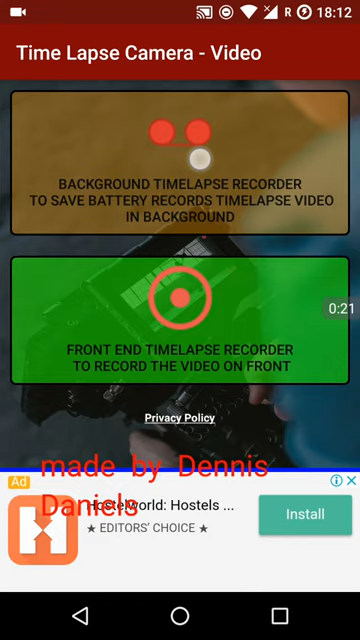 R 18:12
Time Lapse Camera - Video
BACKGROUND TIMELAPSE RECORDER
TO SAVE BATTERY RECORDS TIMELAPSE VIDEO
IN BACKGROUND
0:21
FRONT END TIMELAPSE RECORDER
TO RECORD THE VIDEO ON FRONT
Privacy Policy
made by Dennis
Daniels
Ad
Hostelworld: Hostels ...
★ EDITORS' CHOICE ★
Install